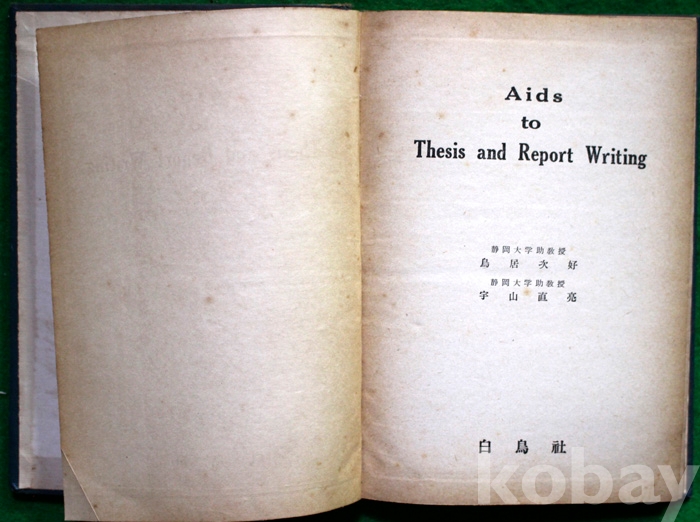 Aids
to
Thesis and Report Writing
静岡大学助教授
鳥居次好
静岡大学助教授
宇山直亮
白鳥社
kobay